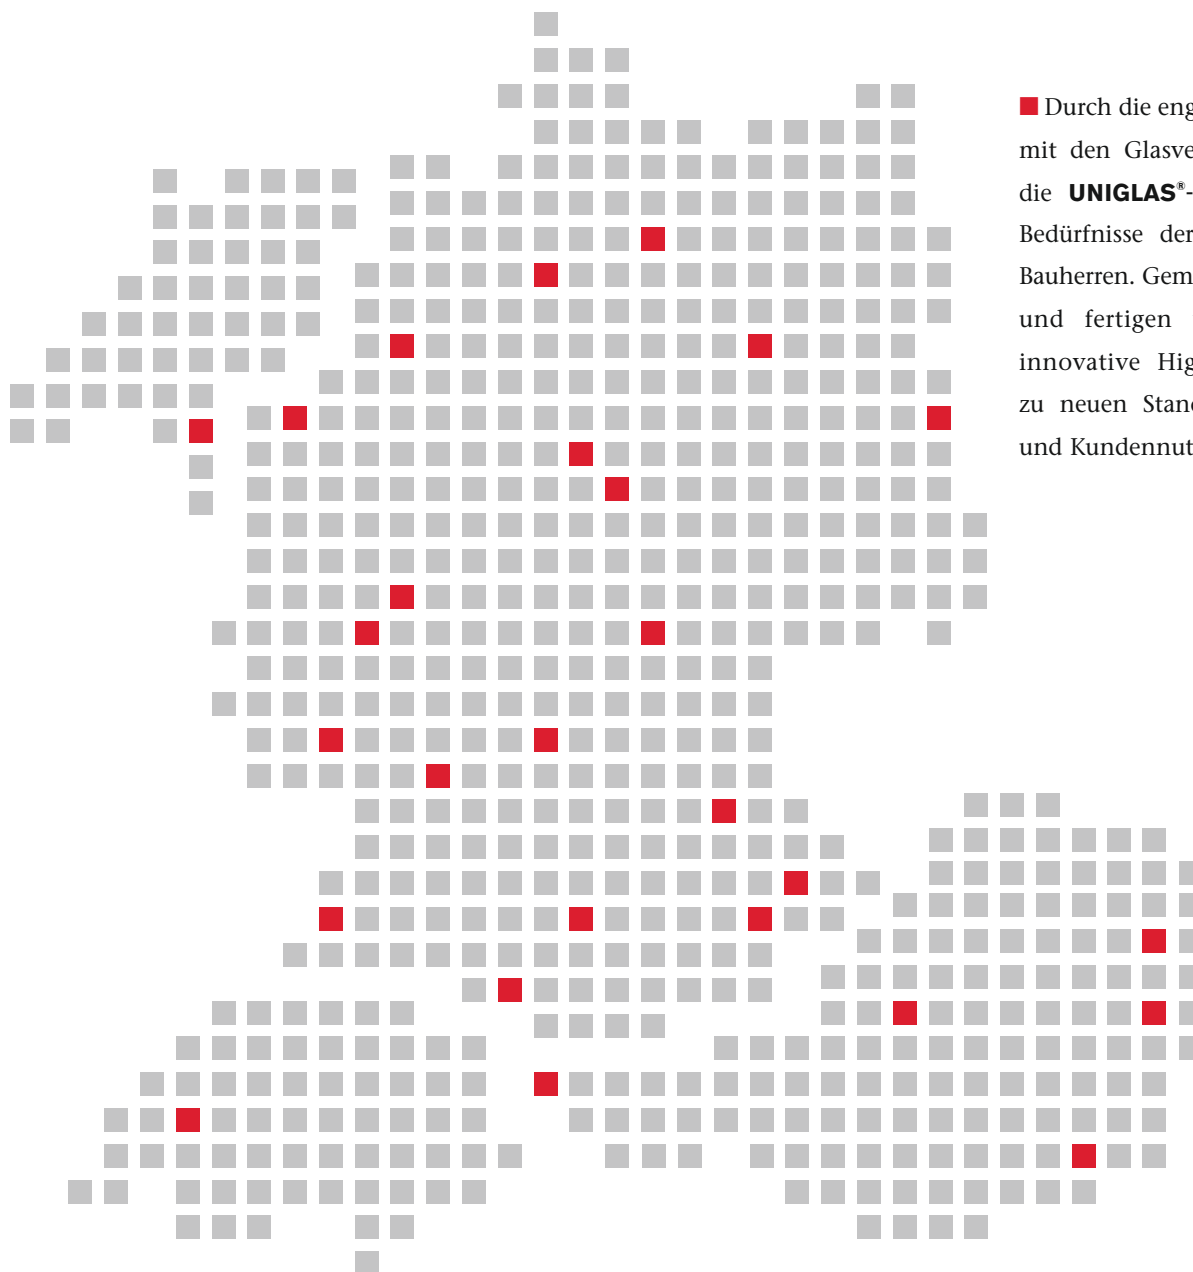 Durch die eng
mit den Glasve
die UNIGLAS®-
Bedürfnisse der
Bauherren. Gem
und fertigen
innovative Hig
zu neuen Stand
und Kundennut